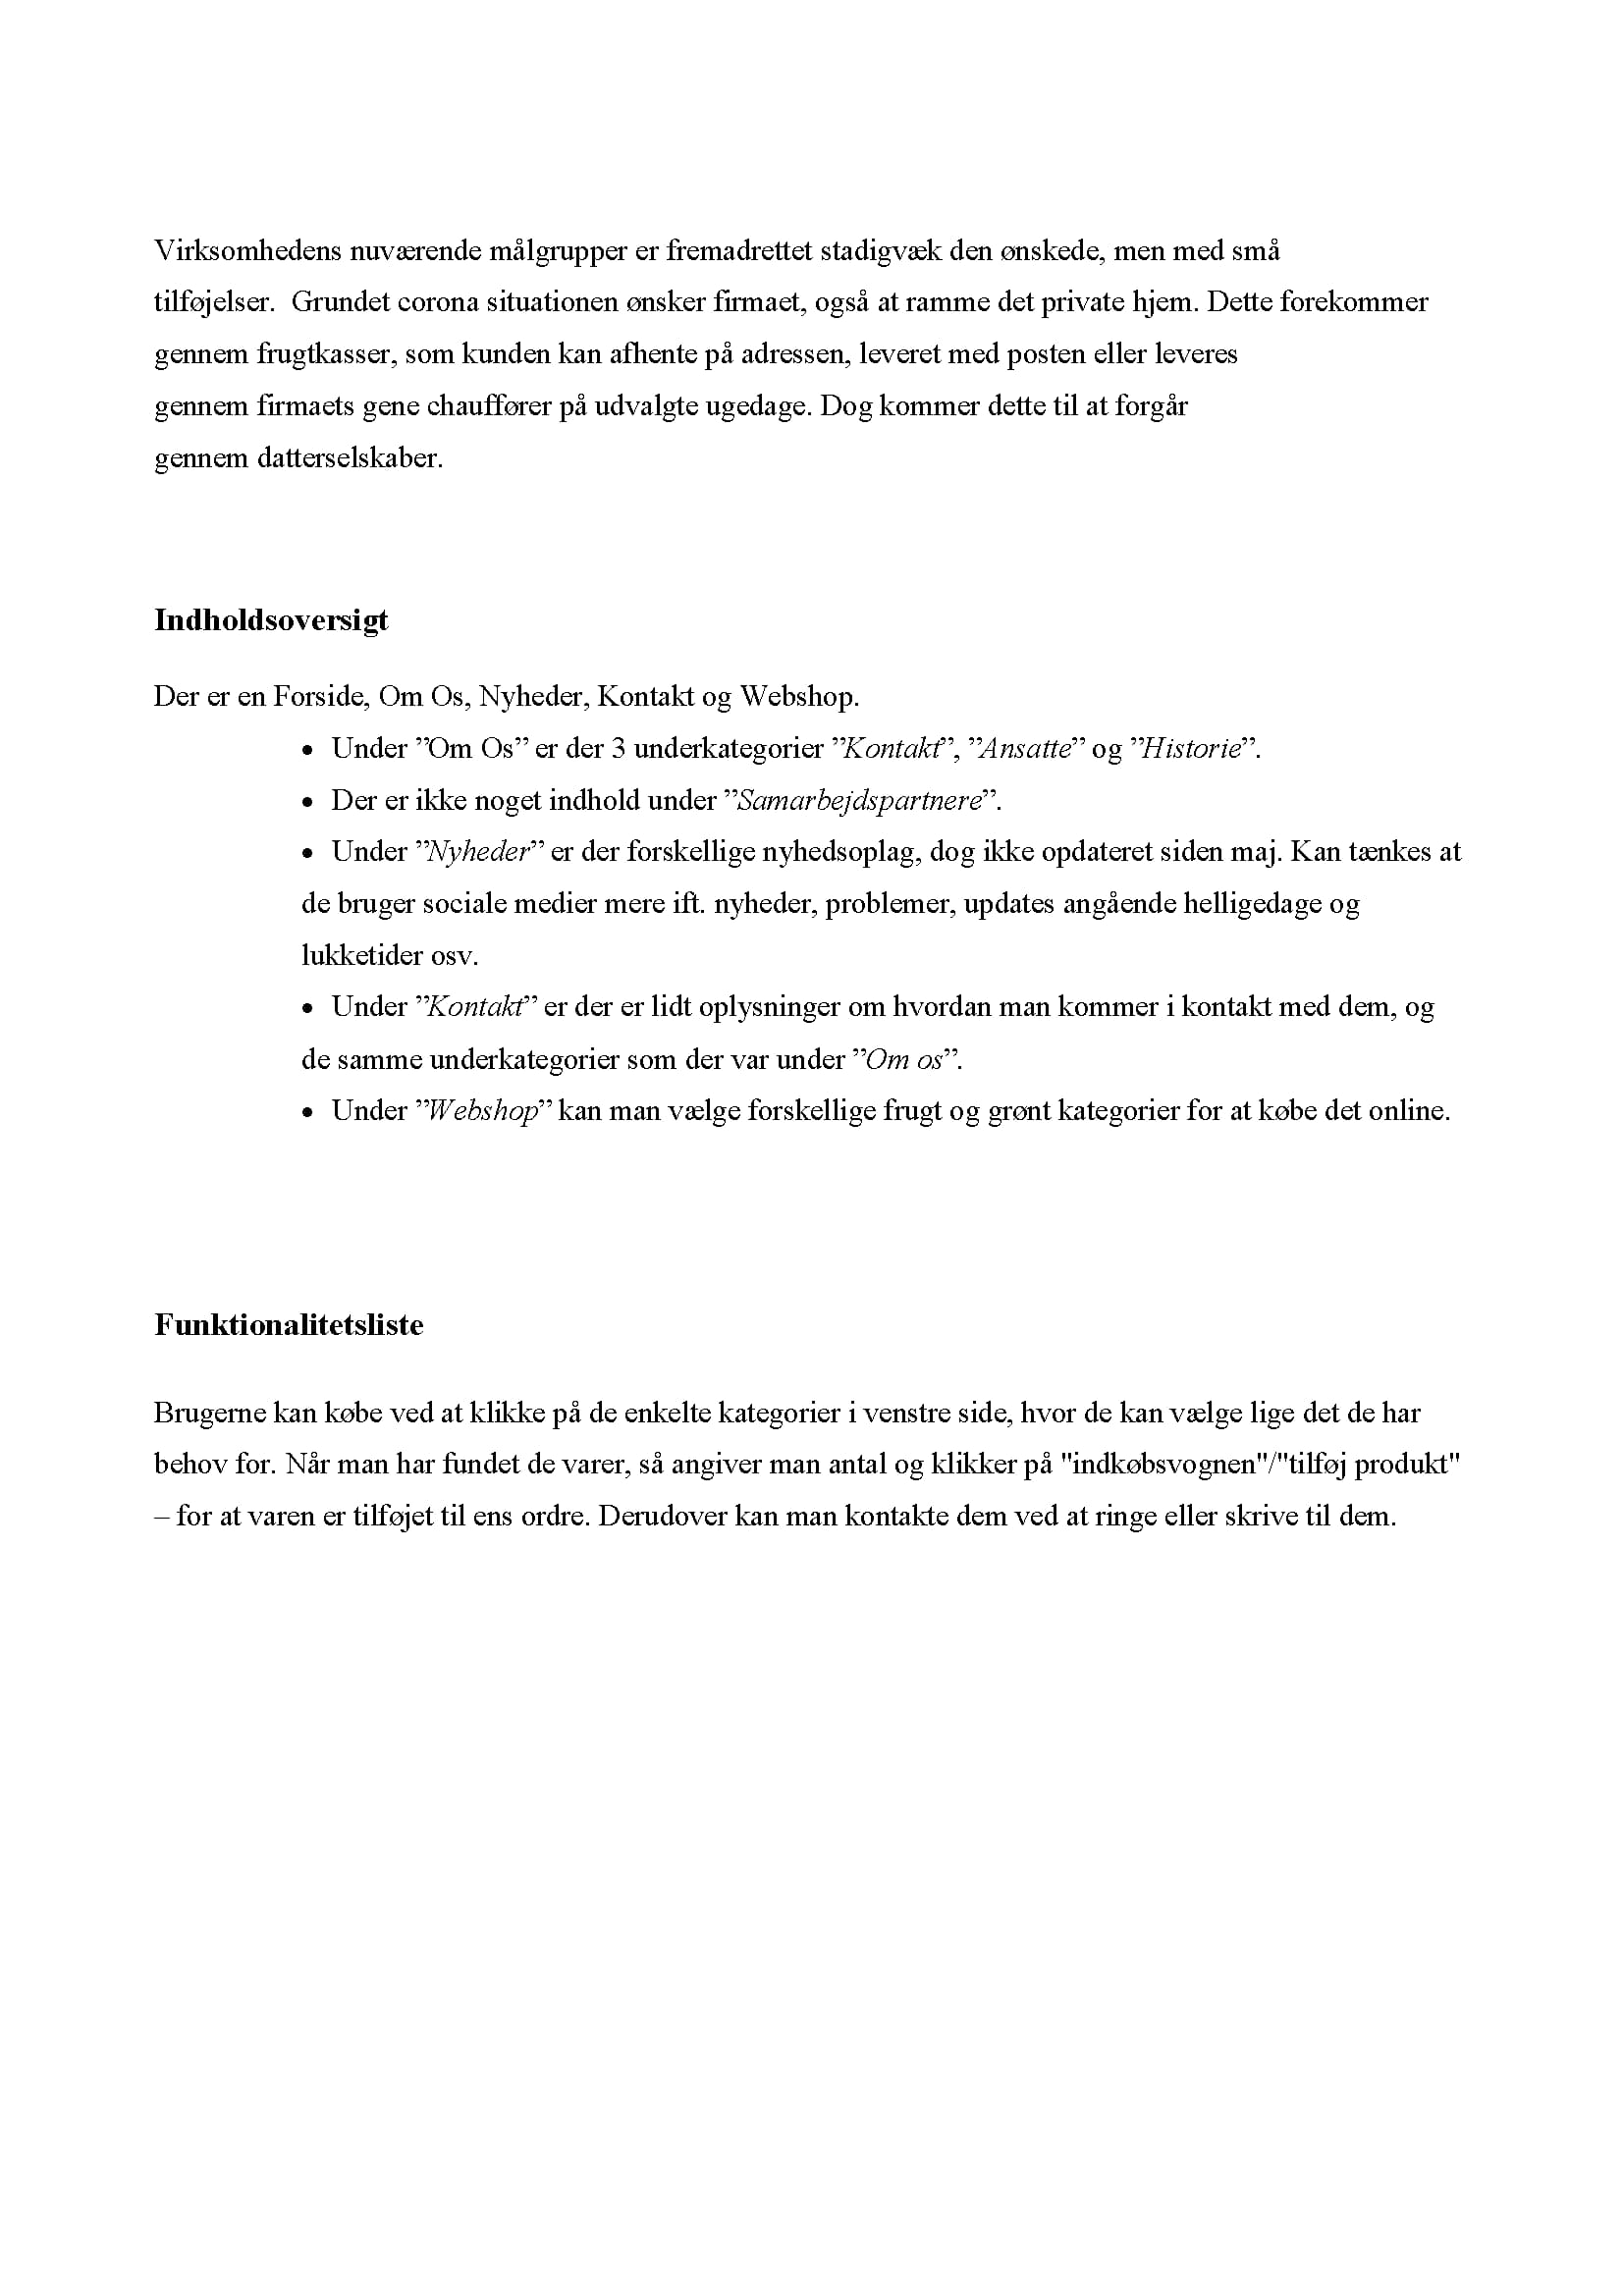 Virksomhedens nuværende målgrupper er fremadrettet stadigvæk den ønskede, men med små
tilføjelser.  Grundet corona situationen ønsker firmaet, også at ramme det private hjem. Dette forekommer
gennem frugtkasser, som kunden kan afhente på adressen, leveret med posten eller leveres
gennem firmaets gene chauffører på udvalgte ugedage. Dog kommer dette til at forgår
gennem datterselskaber.
Indholdsoversigt
Der er en Forside, Om Os, Nyheder, Kontakt og Webshop.
• Under ”Om Os” er der 3 underkategorier ”Kontakt”, ”Ansatte” og ”Historie”.
• Der er ikke noget indhold under ”Samarbejdspartnere”.
• Under ”Nyheder” er der forskellige nyhedsoplag, dog ikke opdateret siden maj. Kan tænkes at
de bruger sociale medier mere ift. nyheder, problemer, updates angående helligedage og
lukketider osv.
• Under ”Kontakt” er der er lidt oplysninger om hvordan man kommer i kontakt med dem, og
de samme underkategorier som der var under ”Om os”.
• Under ”Webshop” kan man vælge forskellige frugt og grønt kategorier for at købe det online.
Funktionalitetsliste
Brugerne kan købe ved at klikke på de enkelte kategorier i venstre side, hvor de kan vælge lige det de har
behov for. Når man har fundet de varer, så angiver man antal og klikker på "indkøbsvognen"/"tilføj produkt"
– for at varen er tilføjet til ens ordre. Derudover kan man kontakte dem ved at ringe eller skrive til dem.